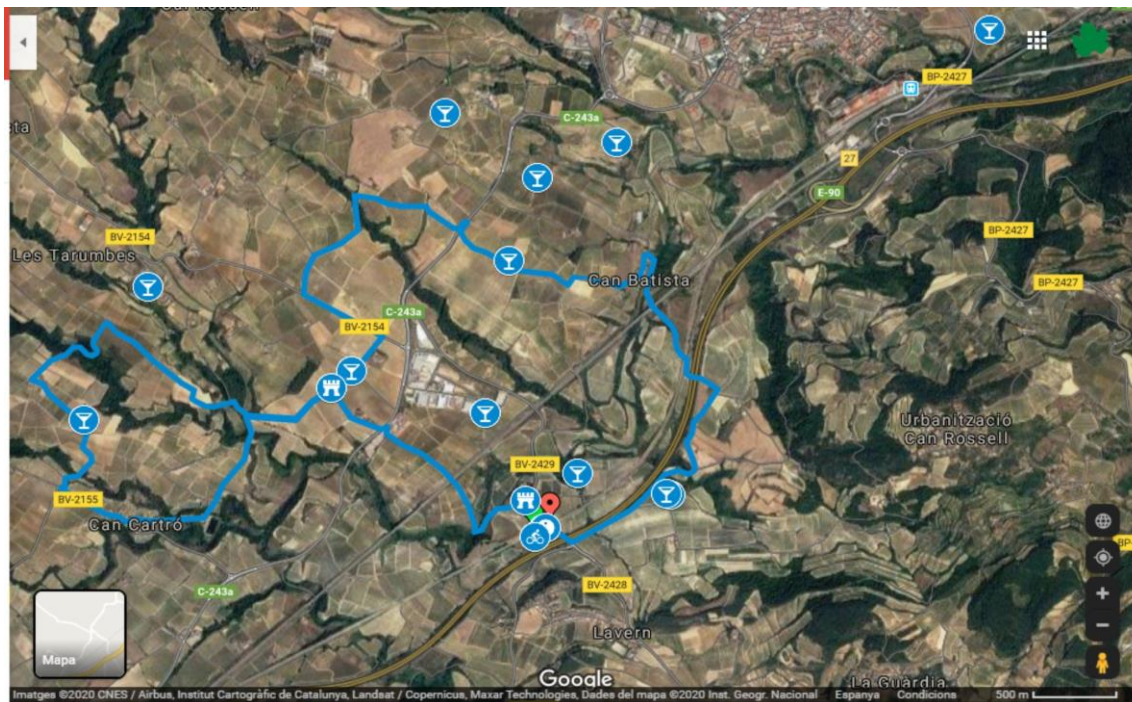 BP-2427
C-243a
27
E-90
BV-2154
Les Tarumbes
BP-2427
Can Batista
BP-2427
C-243a
BV-2154
Urbanització
Can Rossell
BV-2429
BV-2155
Can Cartró
BV-2428
C-243a
Lavern
Mapa
Google
La Guàrdia
Imatges ©2020 CNES / Airbus, Institut Cartogràfic de Catalunya, Landsat / Copernicus, Maxar Technologies, Dades del mapa ©2020 Inst. Geogr. Nacional España Condicions 500 m